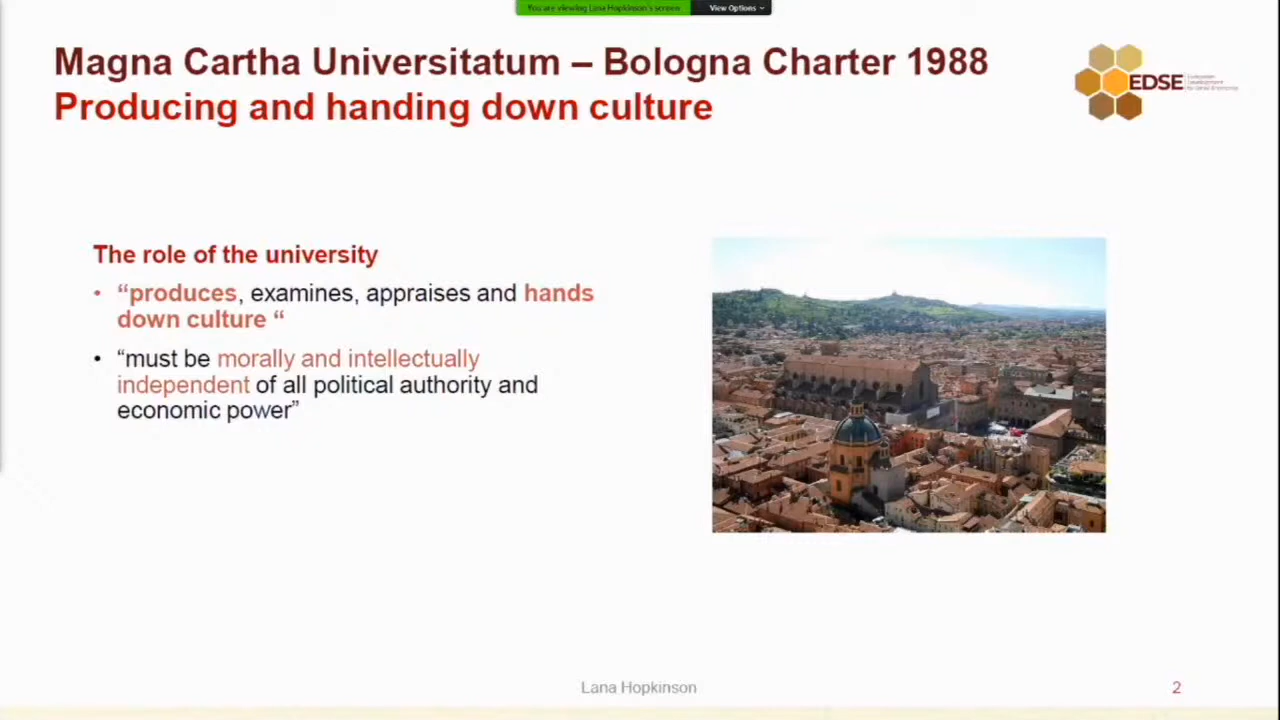 You are viewing Lana Hopkinson's screen View Options
Magna Cartha Universitatum – Bologna Charter 1988
Producing and handing down culture
EDSE
The role of the university
• “produces, examines, appraises and hands
down culture “
• “must be morally and intellectually
independent of all political authority and
economic power”
Lana Hopkinson
2